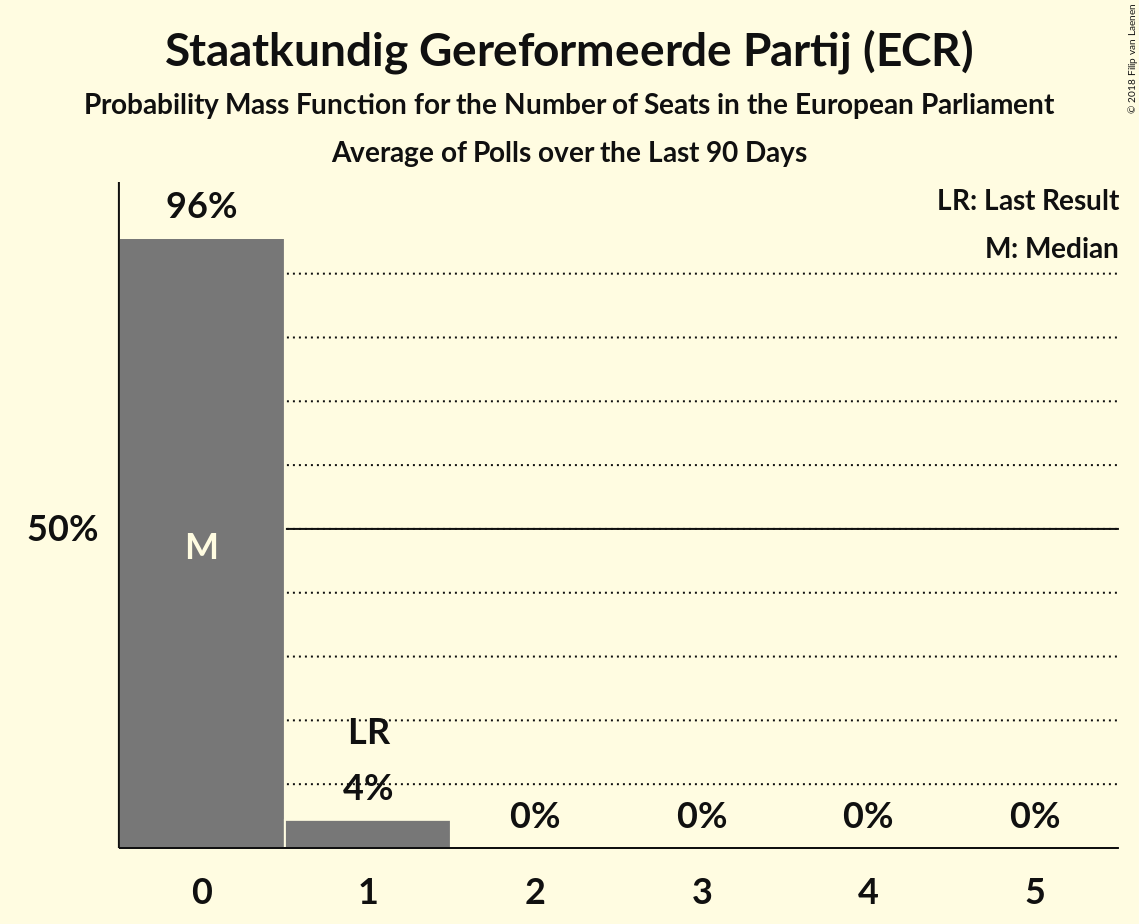 Staatkundig Gereformeerde Partij (ECR)
Probability Mass Function for the Number of Seats in the European Parliament
Average of Polls over the Last 90 Days
© 2018 Filip van Laenen
LR: Last Result
M: Median
96%
50%
M
LR
4%
0%
0%
0%
0%
0
1
2
3
4
5